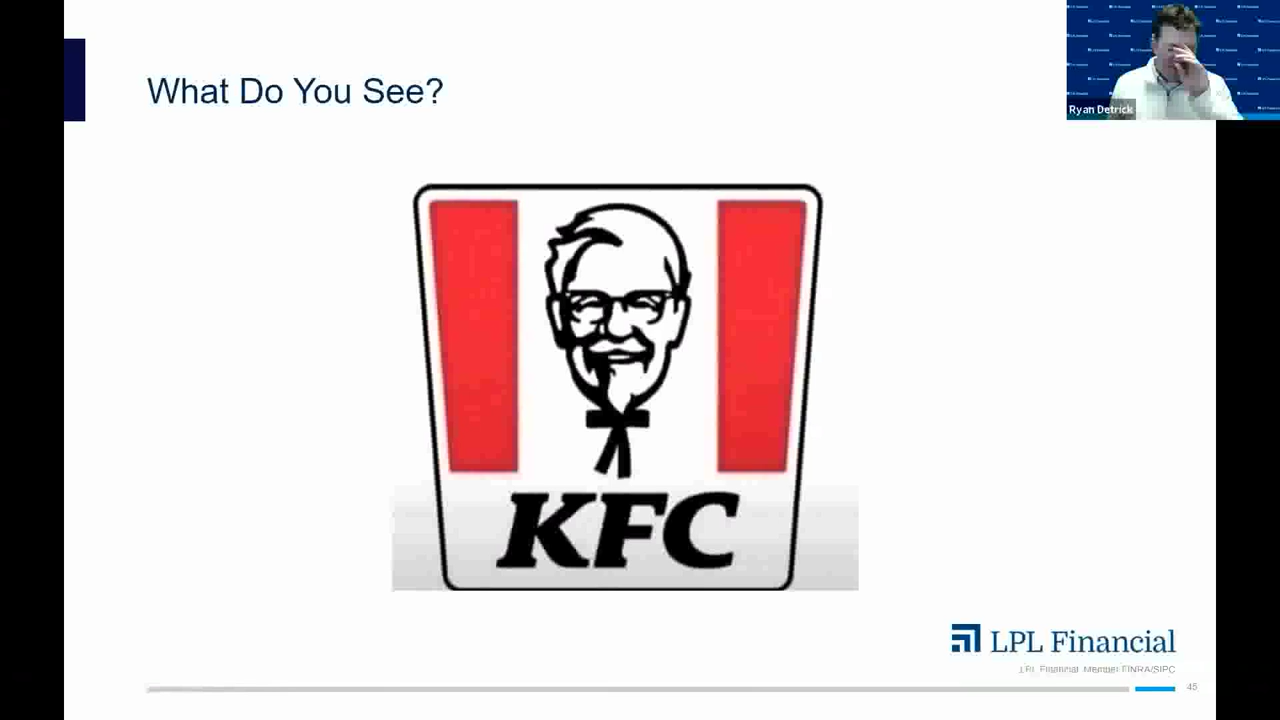 What Do You See?
Ryan Detrick
KFC
LPL Financial
LPL Financial Member FINRA/SIPC
45